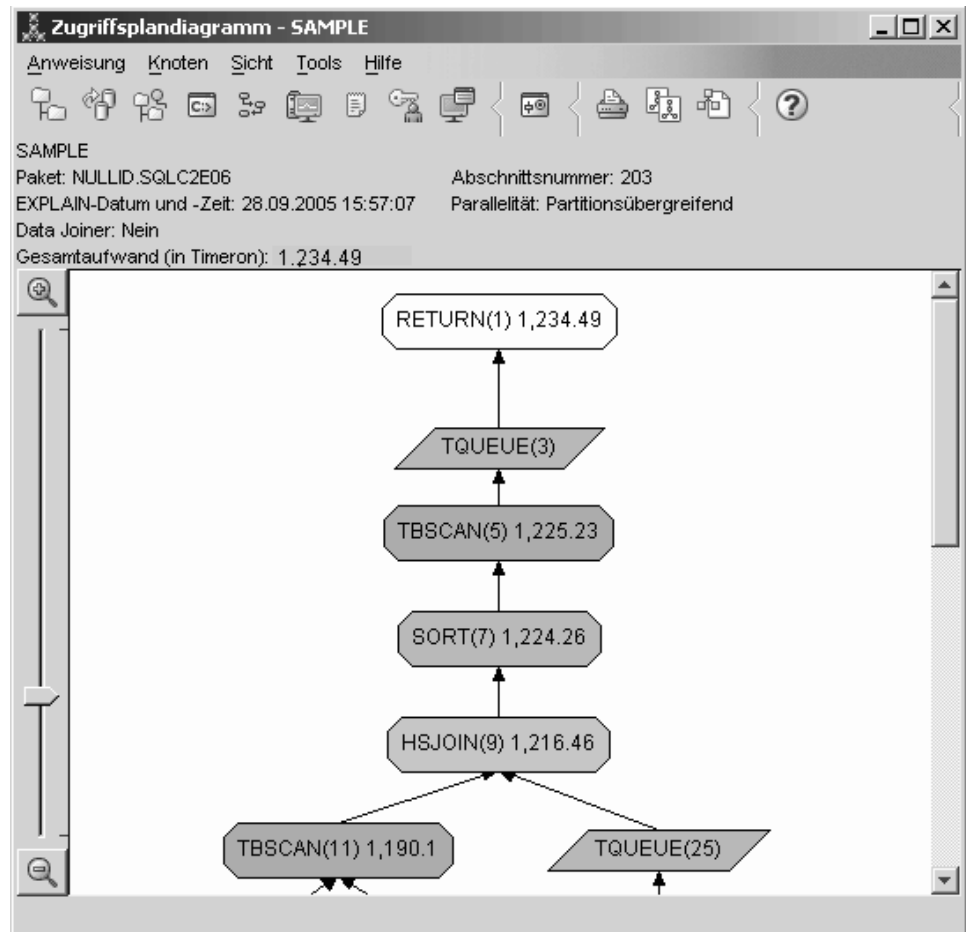 Zugriffsplandiagramm - SAMPLE
Anweisung Knoten Sicht Tools Hilfe
C:>
?
SAMPLE
Paket: NULLID.SQLC2E06 Abschnittsnummer: 203
EXPLAIN-Datum und -Zeit: 28.09.2005 15:57:07 Parallelität: Partitionsübergreifend
Data Joiner: Nein
Gesamtaufwand (in Timeron): 1.234.49
RETURN(1) 1,234.49
TQUEUE(3)
TBSCAN(5) 1,225.23
SORT(7) 1,224.26
HSJOIN(9) 1,216.46
TBSCAN(11) 1,190.1 TQUEUE(25)